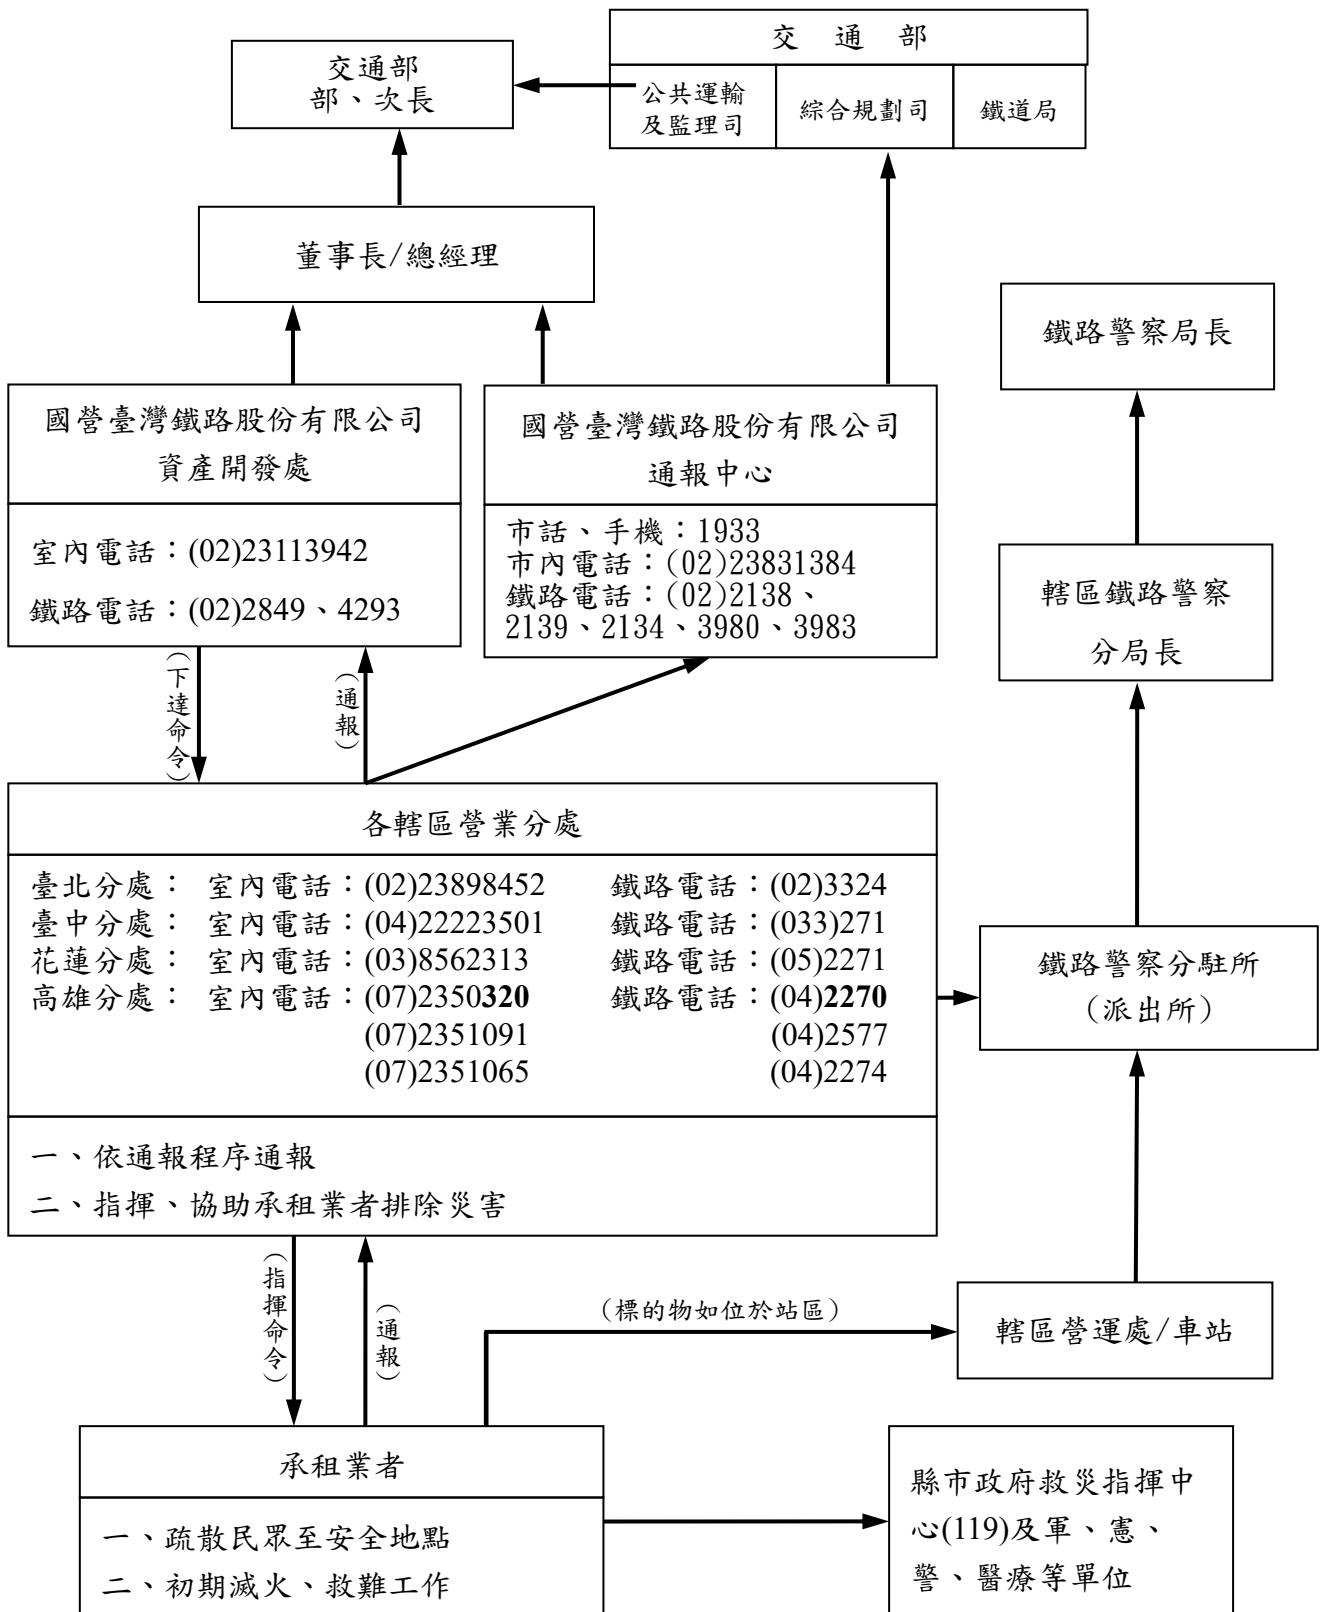 交通部
公共運輸
及監理司
綜合規劃司
鐵道局
交通部
部、次長
董事長/總經理
鐵路警察局長
國營臺灣鐵路股份有限公司
資產開發處
室內電話：(02)23113942
鐵路電話：(02)2849、4293
國營臺灣鐵路股份有限公司
通報中心
市話、手機：1933
市內電話：(02)23831384
鐵路電話：(02)2138、
2139、2134、3980、3983
轄區鐵路警察
分局長
（下達命令）
（通報）
各轄區營業分處
臺北分處： 室內電話：(02)23898452 鐵路電話：(02)3324
臺中分處： 室內電話：(04)22223501 鐵路電話：(033)271
花蓮分處： 室內電話：(03)8562313 鐵路電話：(05)2271
高雄分處： 室內電話：(07)2350320 鐵路電話：(04)2270
(07)2351091 (04)2577
(07)2351065 (04)2274
一、依通報程序通報
二、指揮、協助承租業者排除災害
鐵路警察分駐所
（派出所）
（指揮命令）
（通報）
（標的物如位於站區）
轄區營運處/車站
承租業者
一、疏散民眾至安全地點
二、初期滅火、救難工作
縣市政府救災指揮中
心(119)及軍、憲、
警、醫療等單位